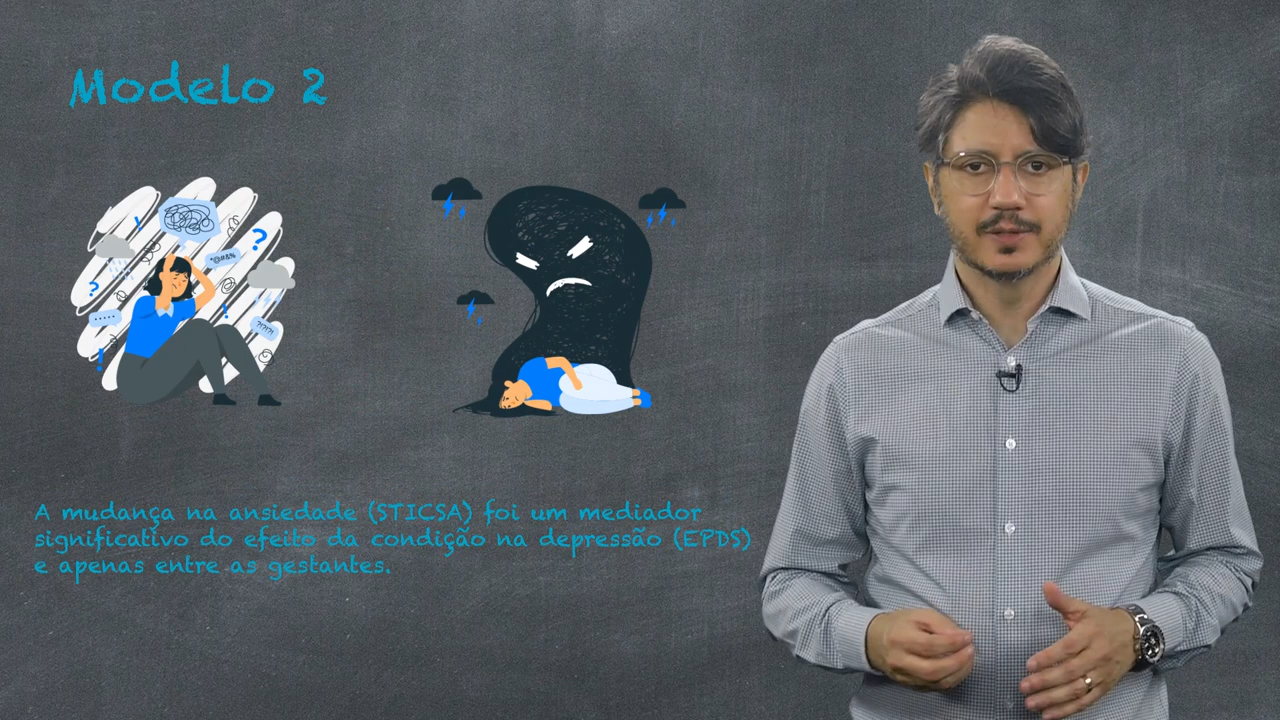 Modelo 2
*@#&%
?
?
!
!
.....
?!?!?!
A mudança na ansiedade (STICSA) foi um mediador
significativo do efeito da condição na depressão (EPDS)
e apenas entre as gestantes.